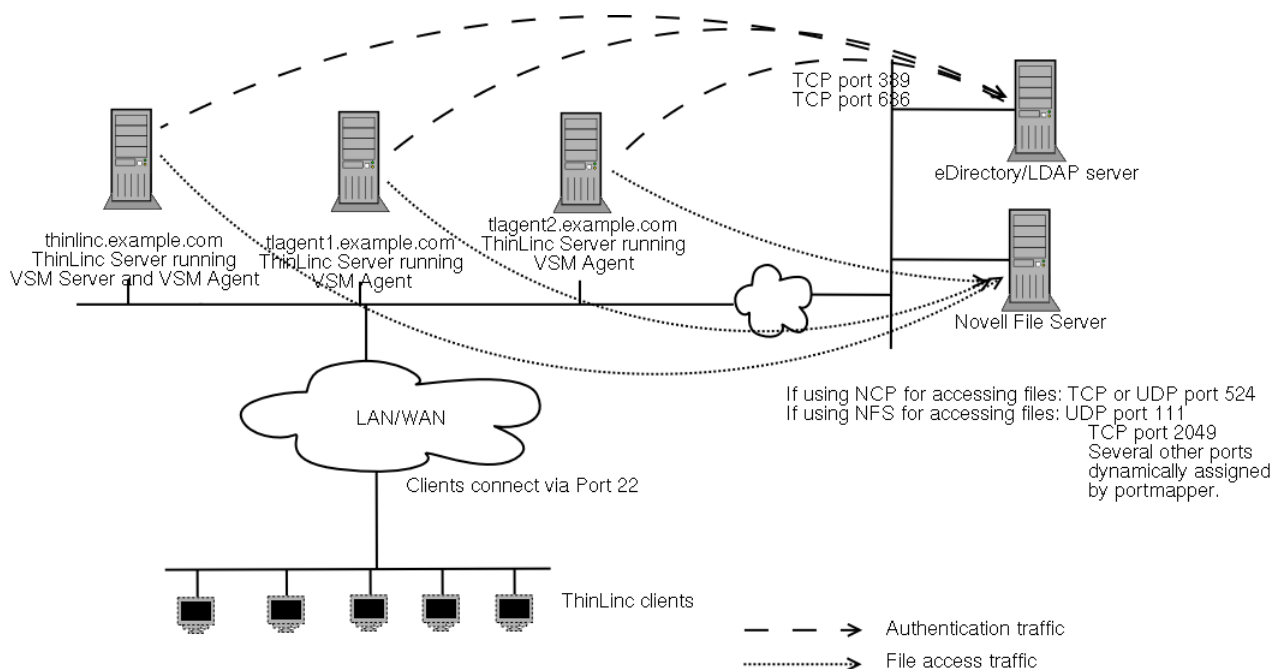 TCP port 389
TCP port 636
eDirectory/LDAP server
thinlinc.example.com
ThinLinc Server running
VSM Server and VSM Agent
tlagent1.example.com
ThinLinc Server running
VSM Agent
tlagent2.example.com
ThinLinc Server running
VSM Agent
Novell File Server
If using NCP for accessing files: TCP or UDP port 524
If using NFS for accessing files: UDP port 111
TCP port 2049
Several other ports
dynamically assigned
by portmapper.
LAN/WAN
Clients connect via Port 22
ThinLinc clients
Authentication traffic
File access traffic